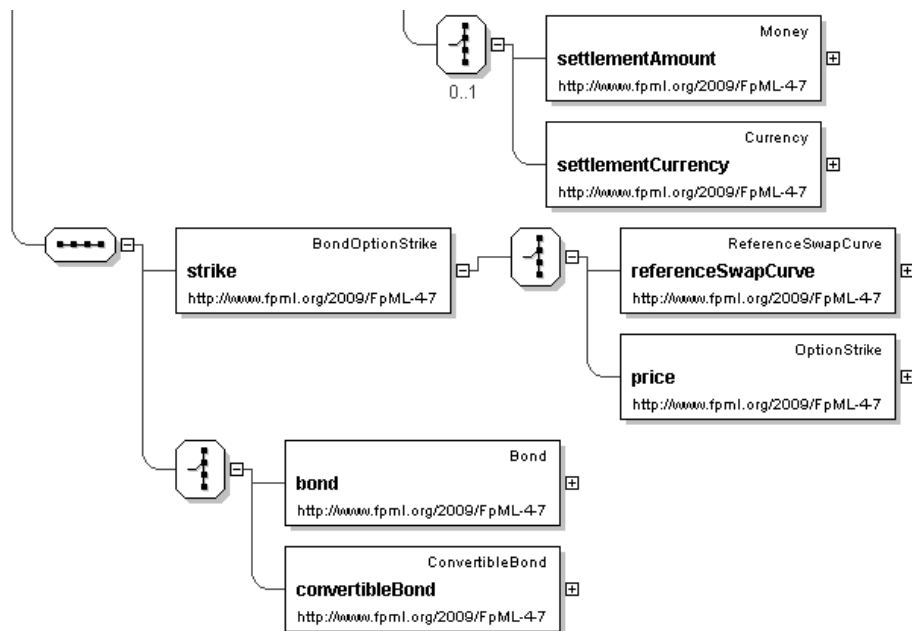 Money
settlementAmount
http://www.fpml.org/2009/FpML-4-7
0..1
Currency
settlementCurrency
http://www.fpml.org/2009/FpML-4-7
BondOptionStrike
strike
http://www.fpml.org/2009/FpML-4-7
ReferenceSwapCurve
referenceSwapCurve
http://www.fpml.org/2009/FpML-4-7
OptionStrike
price
http://www.fpml.org/2009/FpML-4-7
Bond
bond
http://www.fpml.org/2009/FpML-4-7
ConvertibleBond
convertibleBond
http://www.fpml.org/2009/FpML-4-7